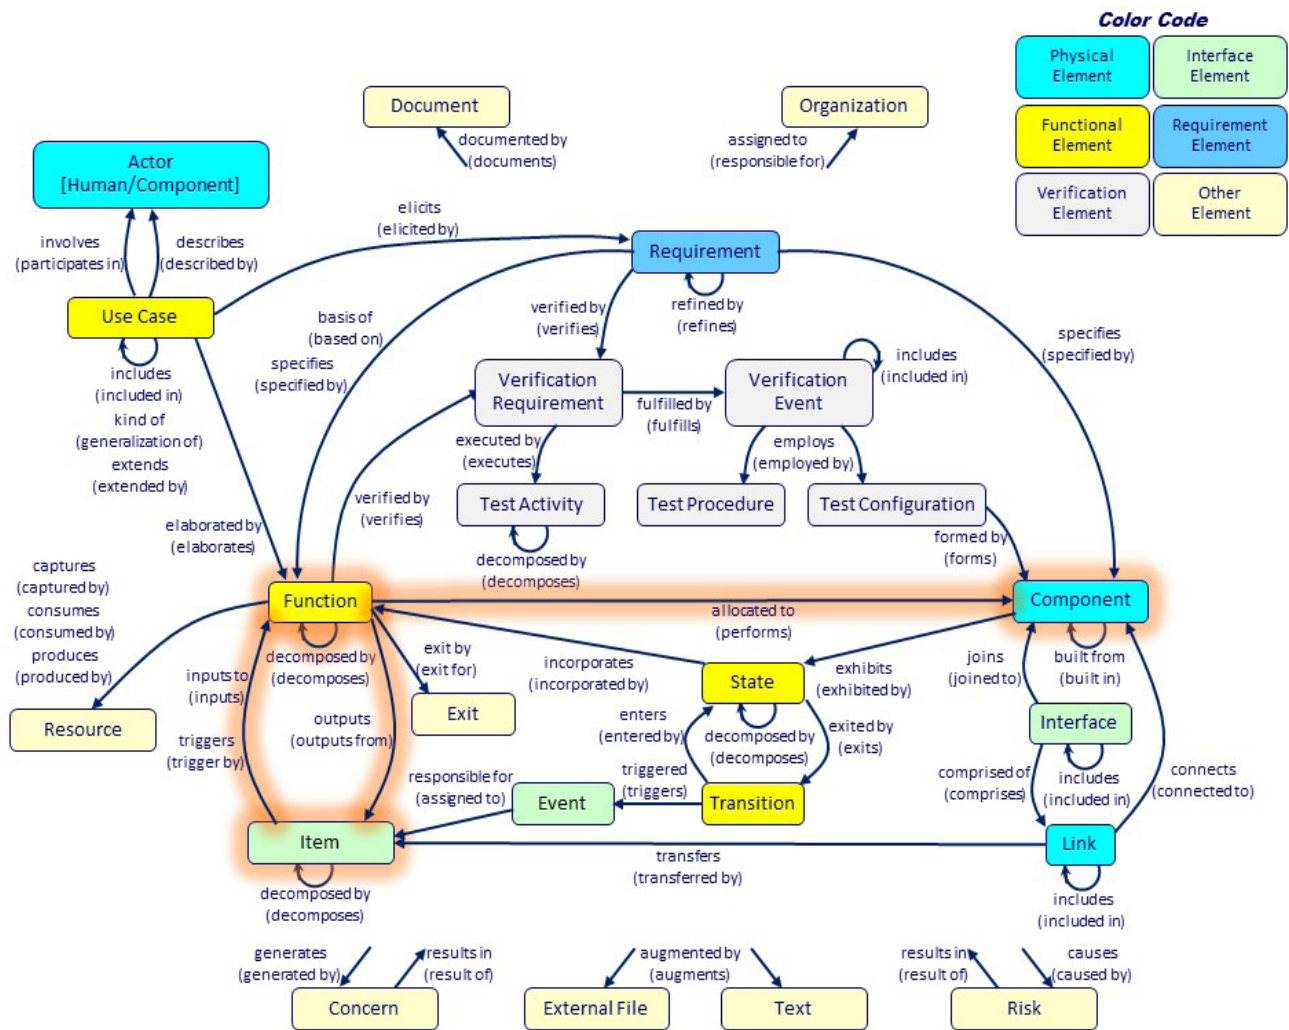 Color Code
Physical
Element
Interface
Element
Functional
Element
Requirement
Element
Verification
Element
Other
Element
Document
documented by
(documents)
Organization
assigned to
(responsible for)
Actor
[Human/Component]
involves
(participates in)
describes
(described by)
elicits
(elicited by)
Requirement
refined by
(refines)
Use Case
includes
(included in)
kind of
(generalization of)
extends
(extended by)
basis of
(based on)
specifies
(specified by)
verified by
(verifies)
specifies
(specified by)
Verification
Requirement
fulfilled by
(fulfills)
Verification
Event
includes
(included in)
executed by
(executes)
employs
(employed by)
Test Activity
decomposed by
(decomposes)
Test Procedure
Test Configuration
formed by
(forms)
verified by
(verifies)
elaborated by
(elaborates)
captures
(captured by)
consumes
(consumed by)
produces
(produced by)
Function
decomposed by
(decomposes)
allocated to
(performs)
Component
built from
(built in)
joins
(joined to)
exit by
(exit for)
Exit
incorporates
(incorporated by)
exhibits
(exhibited by)
State
decomposed by
(decomposes)
enters
(entered by)
exited by
(exits)
Resource
inputs to
(inputs)
triggers
(trigger by)
outputs
(outputs from)
Interface
includes
(included in)
comprised of
(comprises)
connects
(connected to)
responsible for
(assigned to)
Event
triggered
(triggers)
Transition
Item
decomposed by
(decomposes)
transfers
(transferred by)
Link
includes
(included in)
generates
(generated by)
results in
(result of)
Concern
augmented by
(augments)
External File
Text
results in
(result of)
causes
(caused by)
Risk